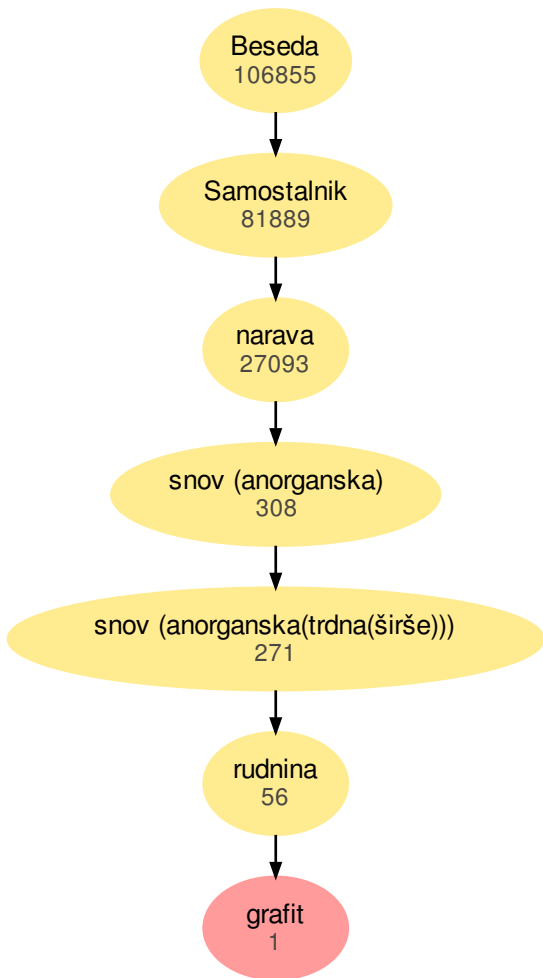 Beseda
106855
Samostalnik
81889
narava
27093
snov (anorganska)
308
snov (anorganska(trdna(širše)))
271
rudnina
56
grafit
1